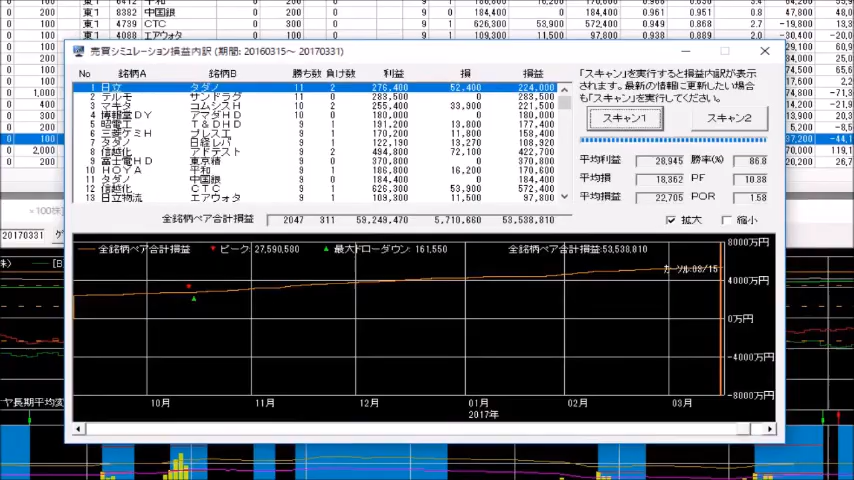 売買シミュレーション損益内訳 (期間: 20160315～ 20170331)
No 銘柄A 銘柄B 勝ち数 負け数 利益 損 損益
1 日立 タダノ 11 2 276,400 52,400 224,000
2 テルモ サンドラグ 11 0 283,500 0 283,500
3 マキタ コムシスH 10 2 255,400 33,900 221,500
4 博報堂DY アマダHD 10 0 180,000 0 180,000
5 昭電工 T&DHD 9 1 191,200 13,800 177,400
6 三菱ケミH プレス工 9 1 170,200 11,800 158,400
7 タダノ 日経レバ 9 1 122,190 13,270 108,920
8 信越化 アドテスト 9 2 494,800 72,100 422,700
9 富士電HD 東京精 9 0 370,800 0 370,800
10 HOYA 平和 9 1 186,800 16,200 170,600
11 タダノ 中国銀 9 0 184,400 0 184,400
12 信越化 CTC 9 1 626,300 53,900 572,400
13 日立物流 エアウォタ 9 1 109,300 11,500 97,800
全銘柄ペア合計損益 2047 311 59,249,470 5,710,660 53,538,810
「スキャン」を実行すると損益内訳が表示
されます。最新の情報に更新したい場合
も「スキャン」を実行してください。
スキャン1 スキャン2
平均利益 28,945 勝率(%) 86.8
平均損 18,362 PF 10.38
平均損益 22,705 POR 1.58
拡大 縮小
全銘柄ペア合計損益 ピーク: 27,590,580 最大ドローダウン: 161,550 全銘柄ペア合計損益:53,538,810
カーソル:03/15
8000万円
4000万円
0万円
-4000万円
-8000万円
10月 11月 12月 01月 02月 03月
2017年
8382 中国銀 200
東1 4739 CTC 300
東1 4088 エアウォタ
20170331